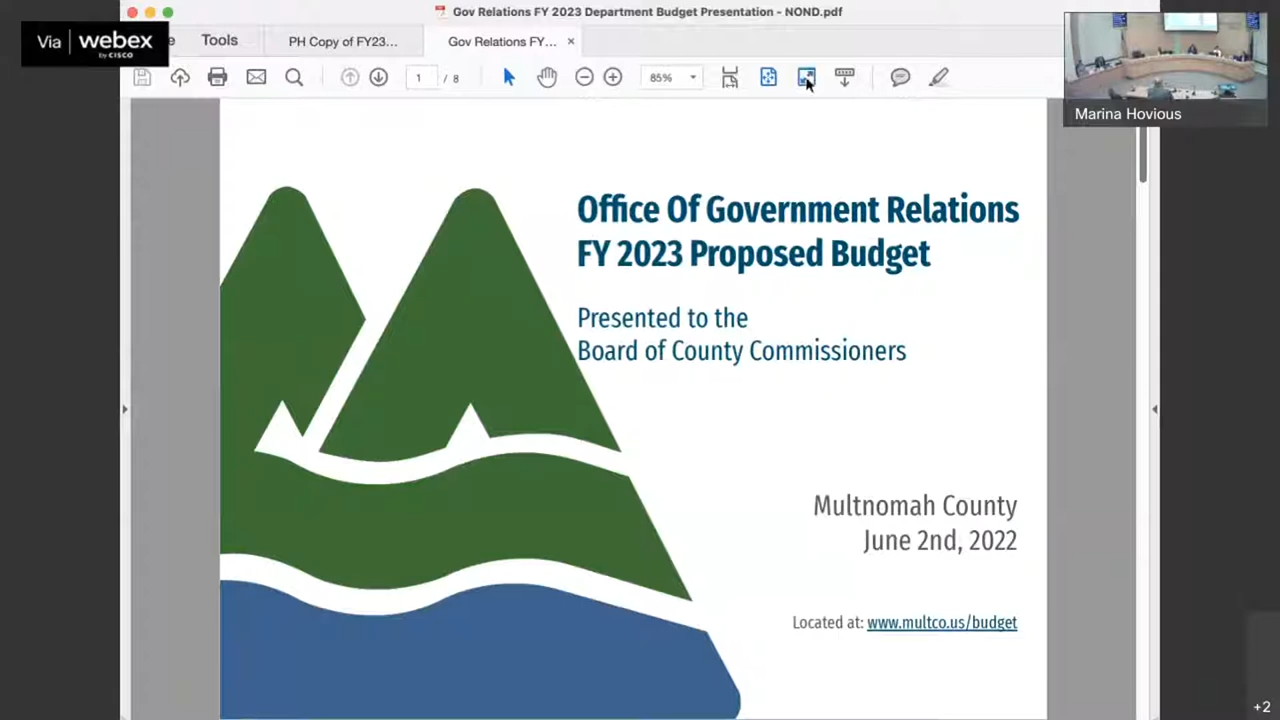 Gov Relations FY 2023 Department Budget Presentation - NOND.pdf
Via webex
by CISCO
e
Tools
PH Copy of FY23...
Gov Relations FY... ×
1 / 8
85%
Marina Hovious
Office Of Government Relations
FY 2023 Proposed Budget
Presented to the
Board of County Commissioners
Multnomah County
June 2nd, 2022
Located at: www.multco.us/budget
+2